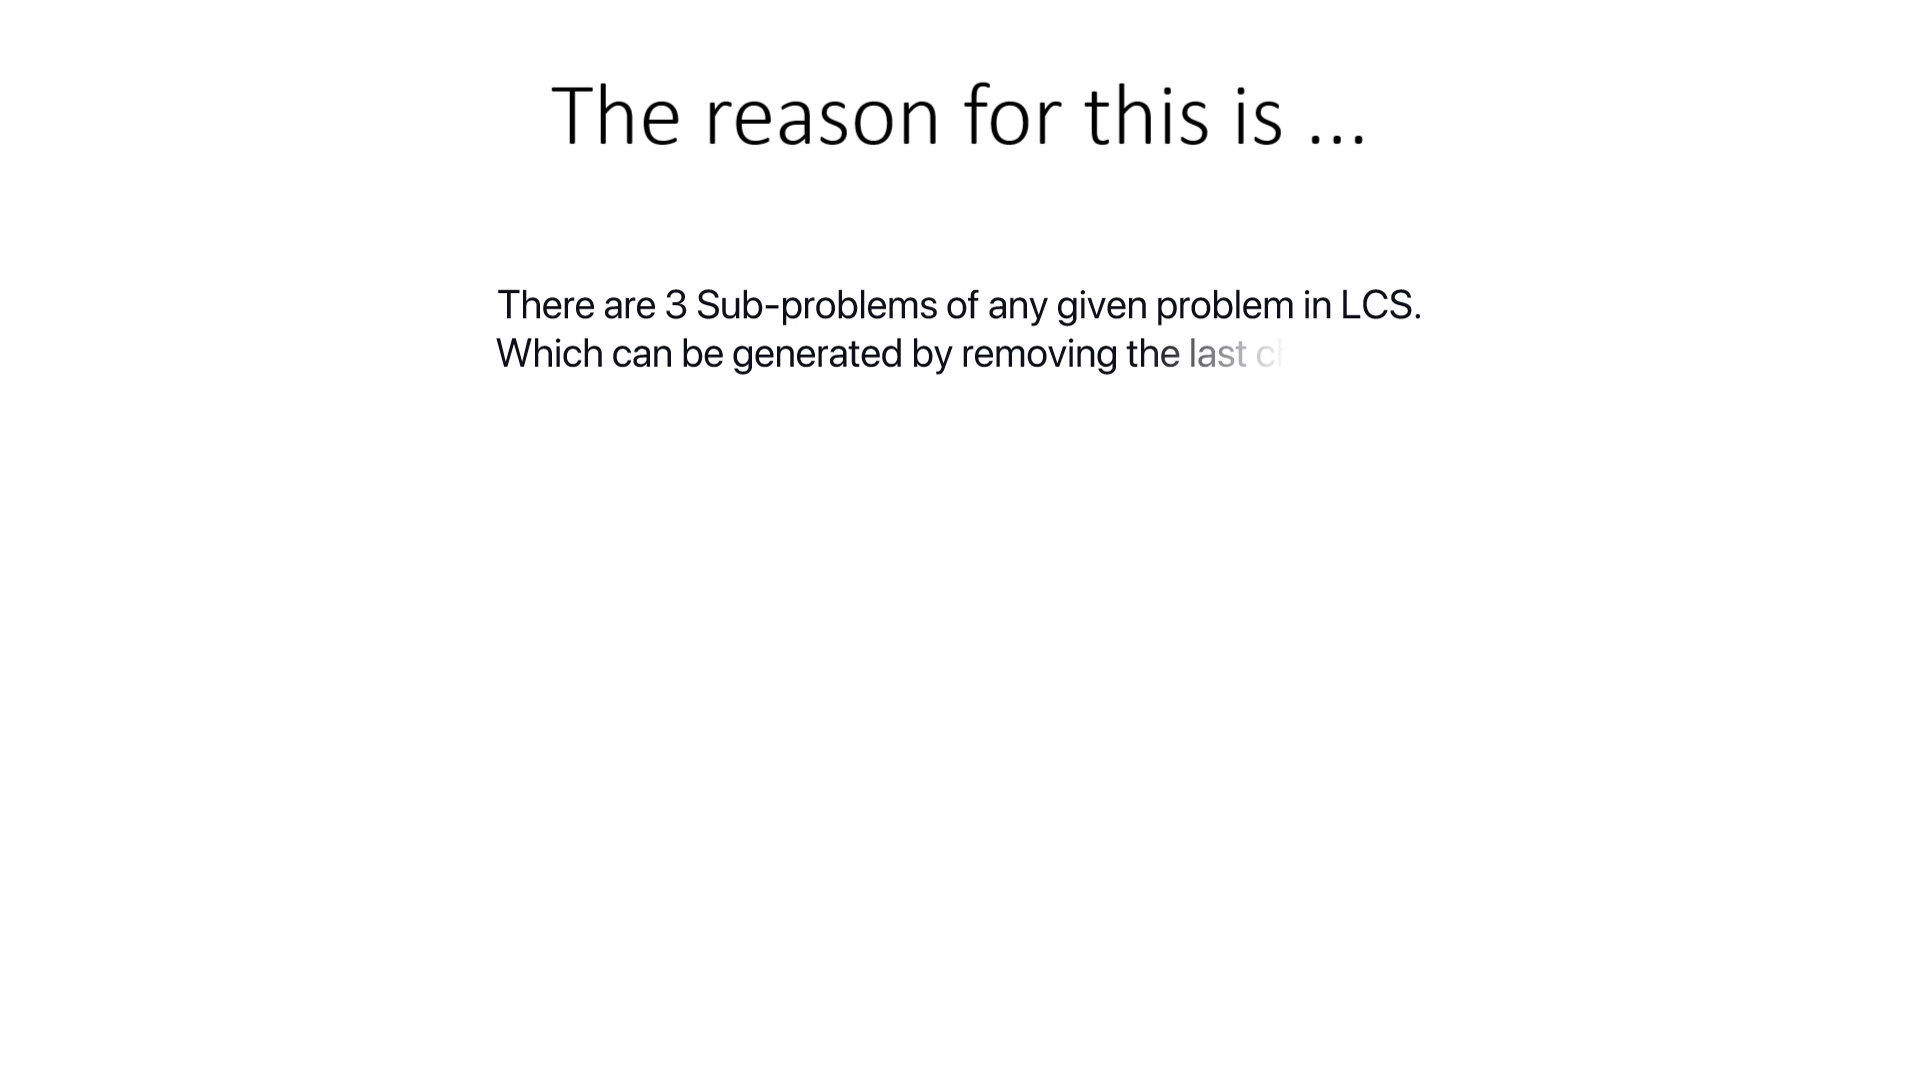 The reason for this is ...
There are 3 Sub-problems of any given problem in LCS.
Which can be generated by removing the last